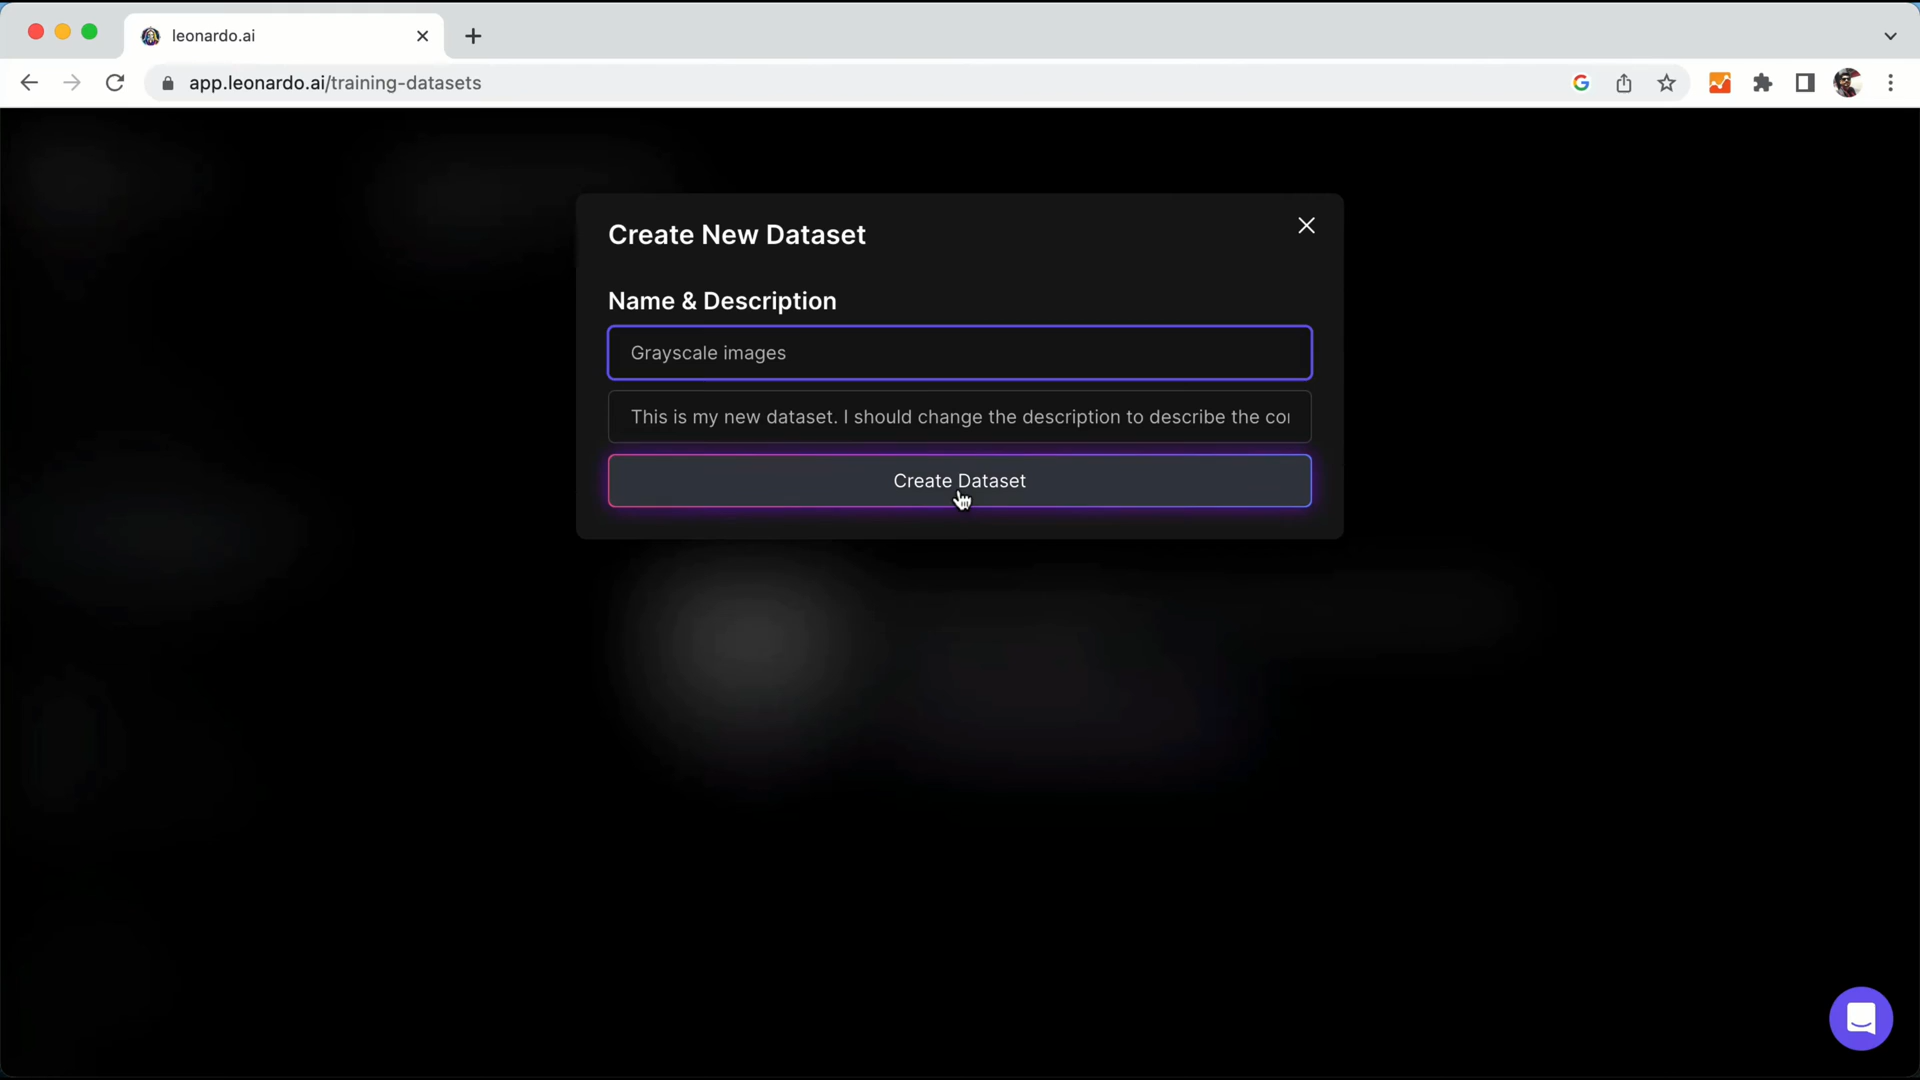 leonardo.ai
app.leonardo.ai/training-datasets
Create New Dataset
Name & Description
Grayscale images
This is my new dataset. I should change the description to describe the
Create Dataset